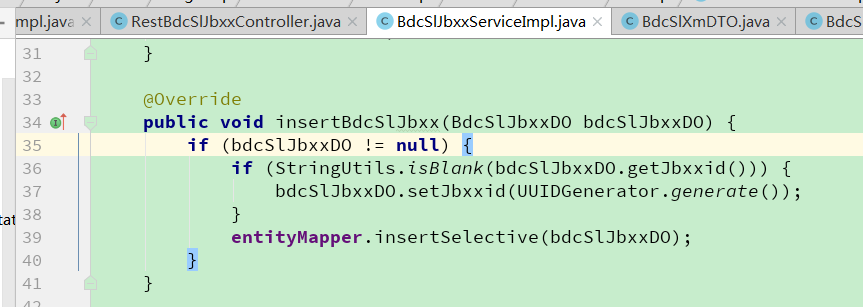 mpl.java × RestBdcSlJbxxController.java × BdcSlJbxxServiceImpl.java × BdcSlXmDTO.java × BdcS
31 }
32
33 @Override
34 public void insertBdcSlJbxx(BdcSlJbxxDO bdcSlJbxxDO) {
35 if (bdcSlJbxxDO != null) {
36 if (StringUtils.isBlank(bdcSlJbxxDO.getJbxxid())) {
37 bdcSlJbxxDO.setJbxxid(UUIDGenerator.generate());
tat 38 }
39 entityMapper.insertSelective(bdcSlJbxxDO);
40 }
41 }